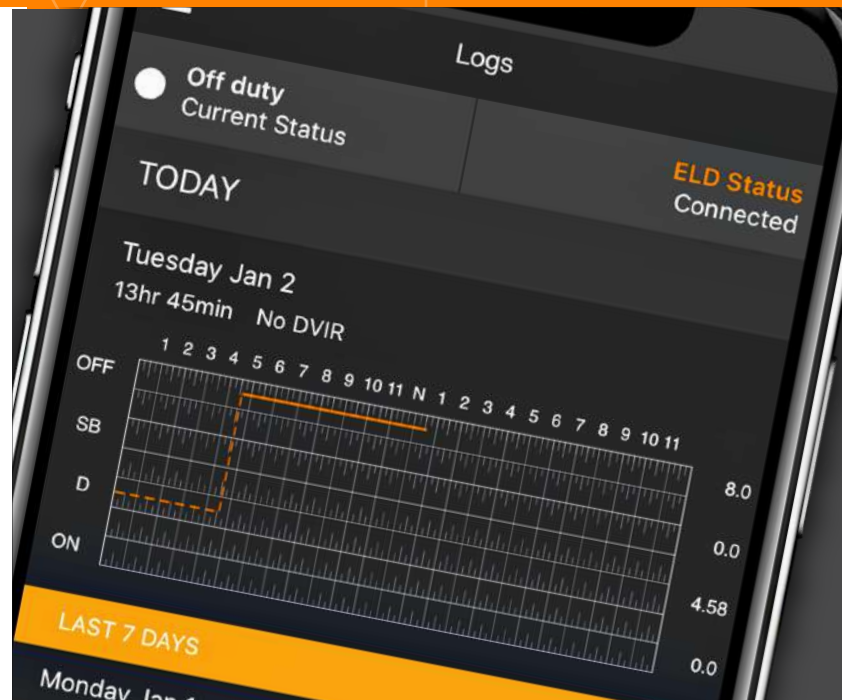 Logs
Off duty
Current Status
ELD Status
Connected
TODAY
Tuesday Jan 2
13hr 45min No DVIR
1 2 3 4 5 6 7 8 9 10 11 N 1 2 3 4 5 6 7 8 9 10 11
OFF 8.0
SB 0.0
D 4.58
ON 0.0
LAST 7 DAYS
Monday Jan